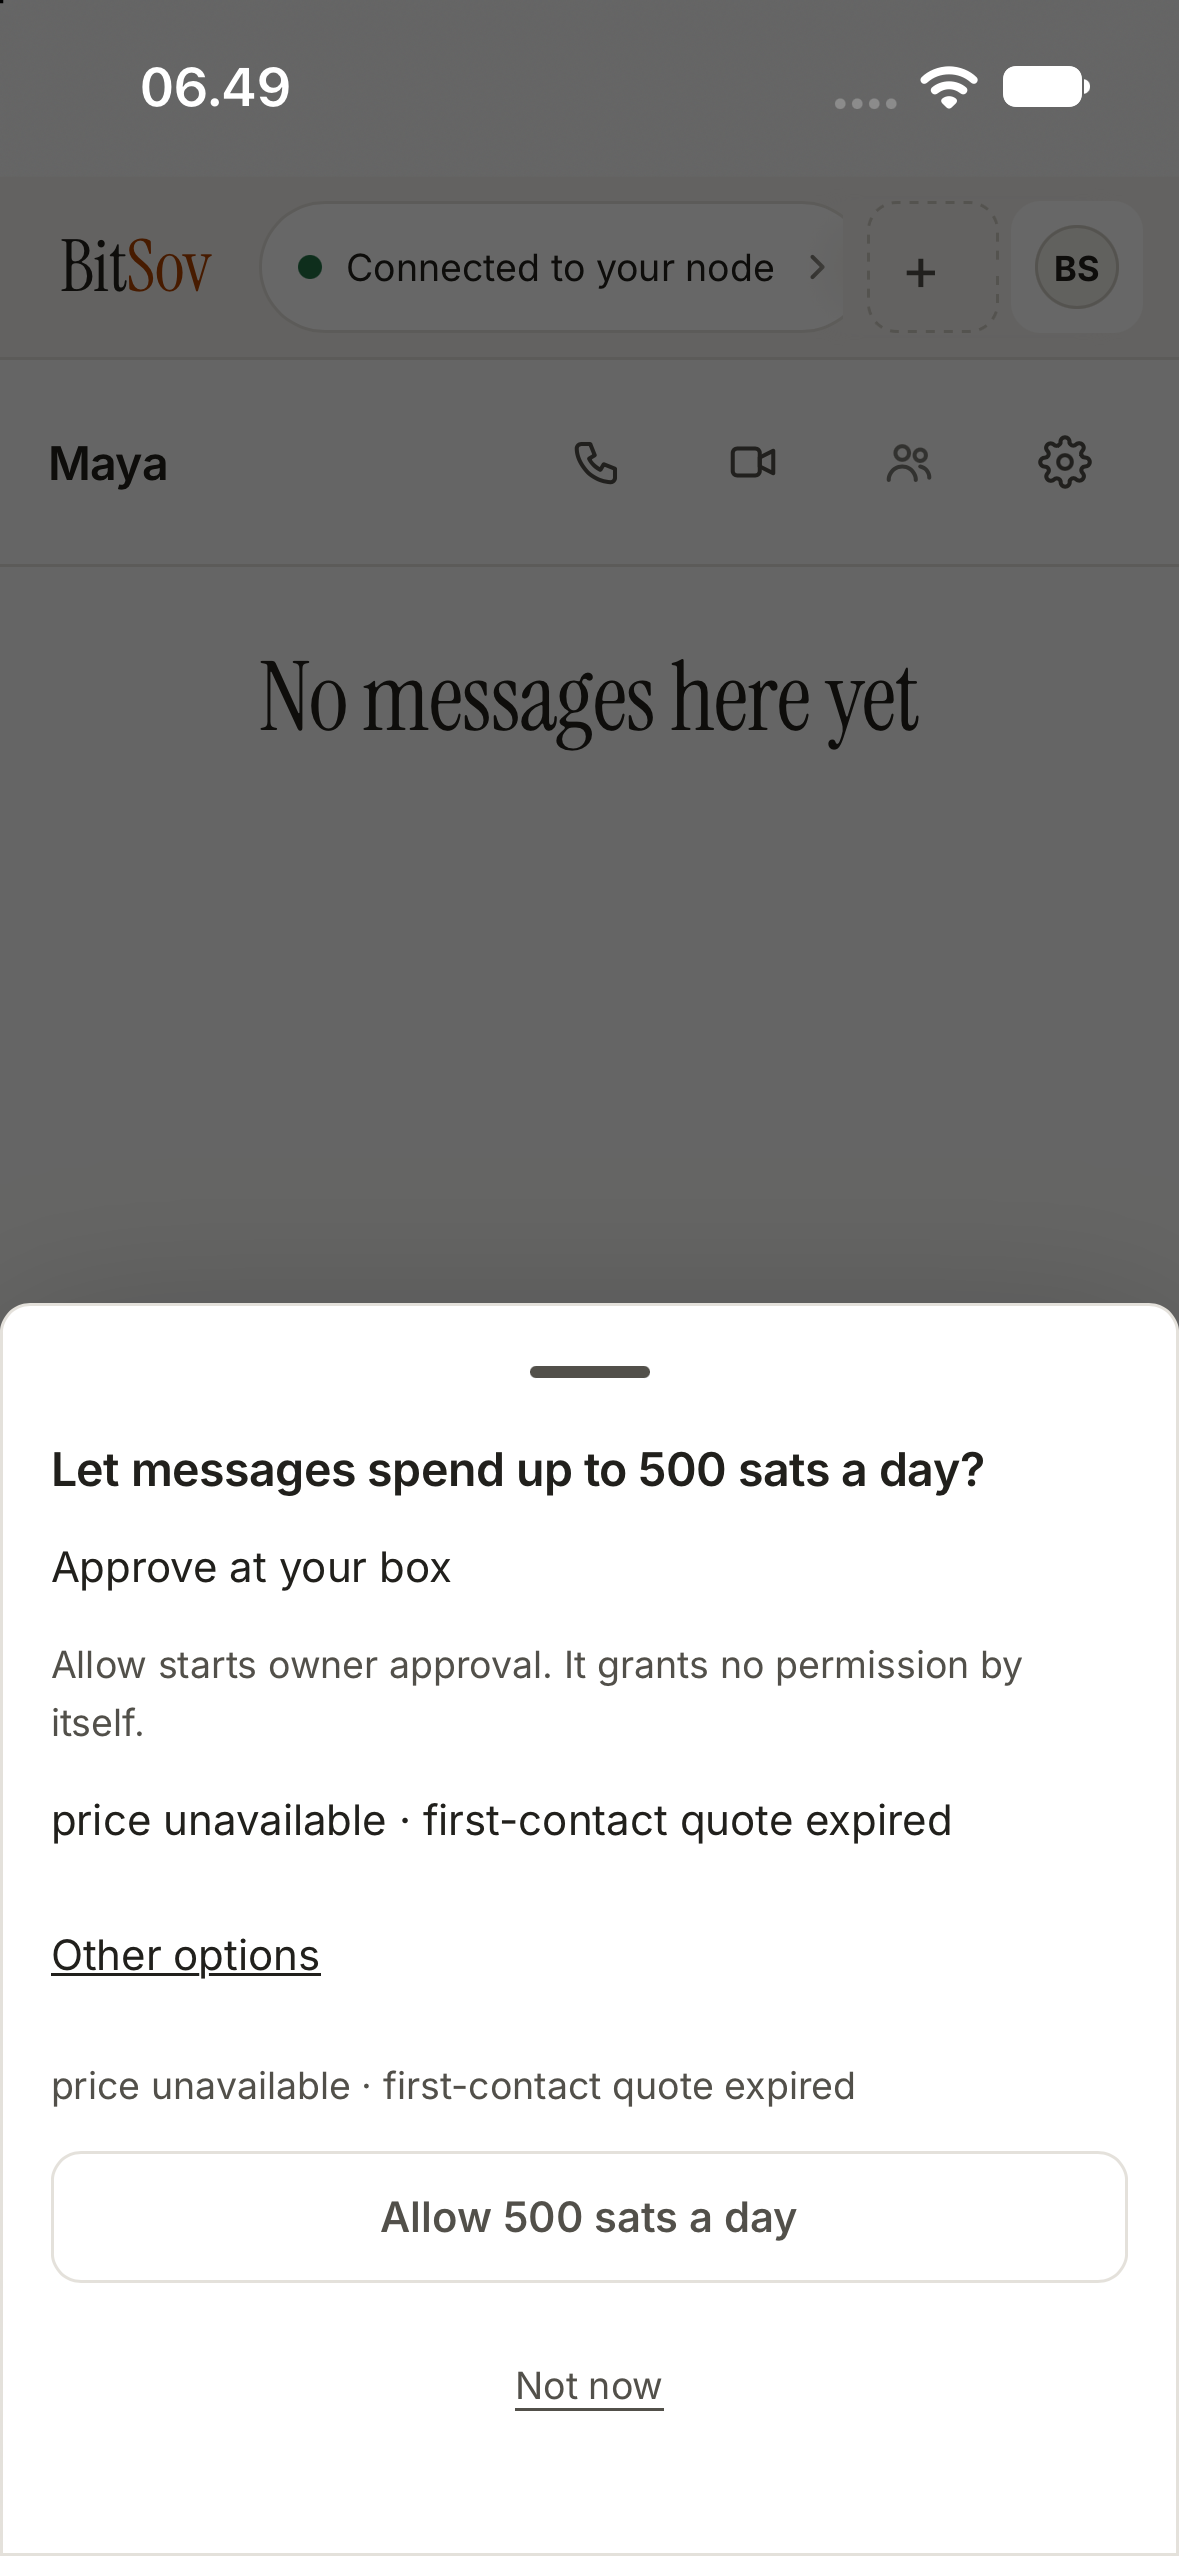 06.49
BitSov
Connected to your node
+
BS
Maya
No messages here yet
Let messages spend up to 500 sats a day?
Approve at your box
Allow starts owner approval. It grants no permission by
itself.
price unavailable · first-contact quote expired
Other options
price unavailable · first-contact quote expired
Allow 500 sats a day
Not now